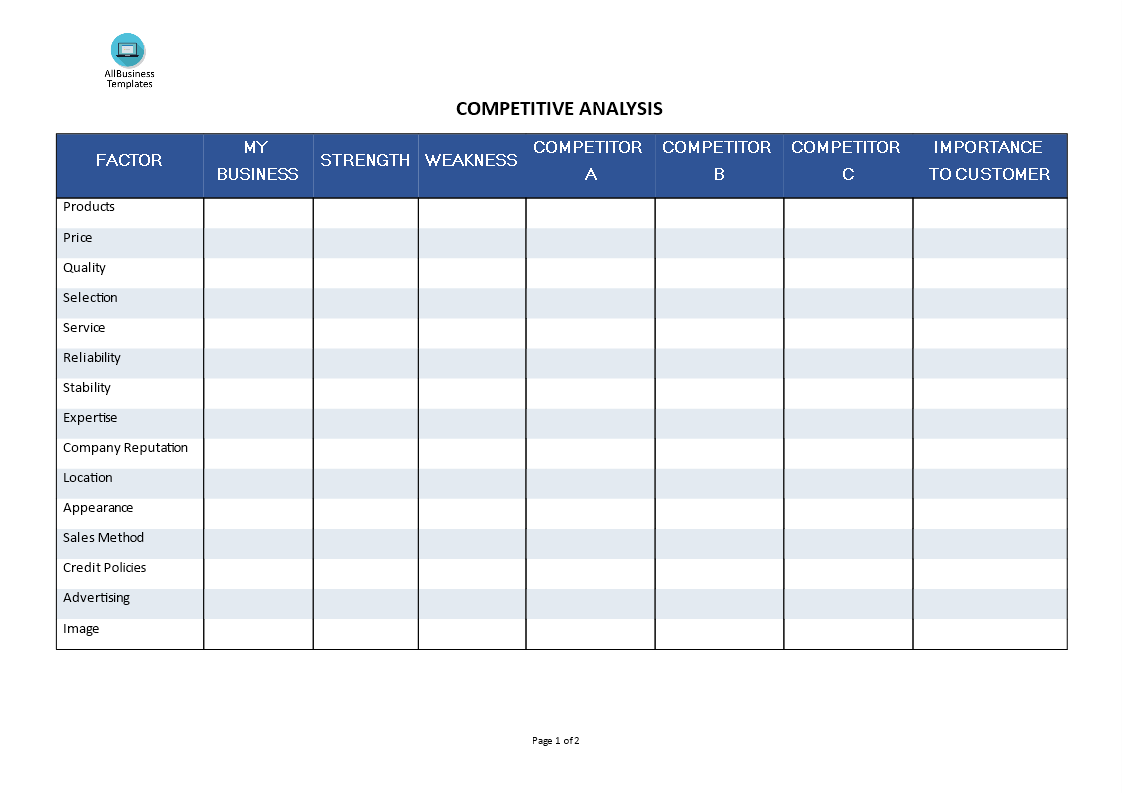 AllBusiness
Templates
COMPETITIVE ANALYSIS
FACTOR
MY
BUSINESS
STRENGTH
WEAKNESS
COMPETITOR
A
COMPETITOR
B
COMPETITOR
C
IMPORTANCE
TO CUSTOMER
Products
Price
Quality
Selection
Service
Reliability
Stability
Expertise
Company Reputation
Location
Appearance
Sales Method
Credit Policies
Advertising
Image
Page 1 of 2